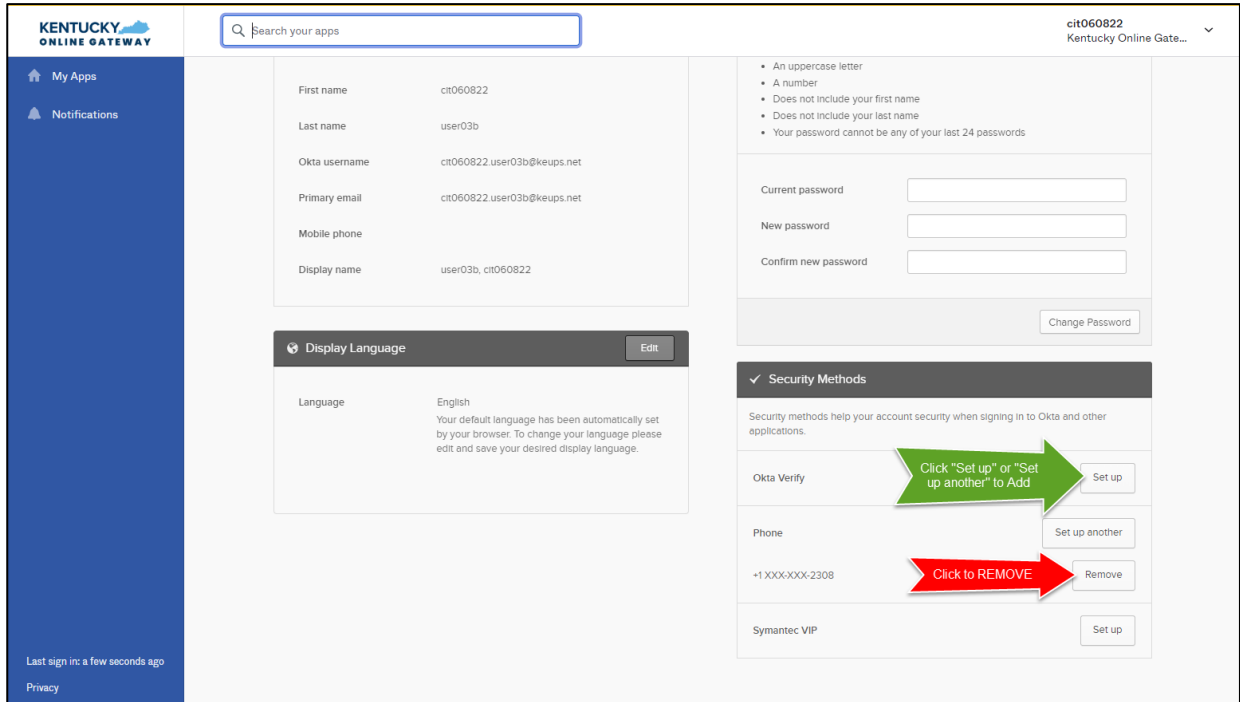 KENTUCKY
ONLINE GATEWAY
Search your apps
cit060822
Kentucky Online Gate...
My Apps
Notifications
Last sign in: a few seconds ago
Privacy
First name cit060822
Last name user03b
Okta username cit060822.user03b@keups.net
Primary email cit060822.user03b@keups.net
Mobile phone
Display name user03b, cit060822
Display Language Edit
Language English
Your default language has been automatically set
by your browser. To change your language please
edit and save your desired display language.
• An uppercase letter
• A number
• Does not include your first name
• Does not include your last name
• Your password cannot be any of your last 24 passwords
Current password
New password
Confirm new password
Change Password
Security Methods
Security methods help your account security when signing in to Okta and other
applications.
Okta Verify
Click "Set up" or "Set
up another" to Add
Set up
Phone Set up another
+1 XXX-XXX-2308 Click to REMOVE Remove
Symantec VIP Set up